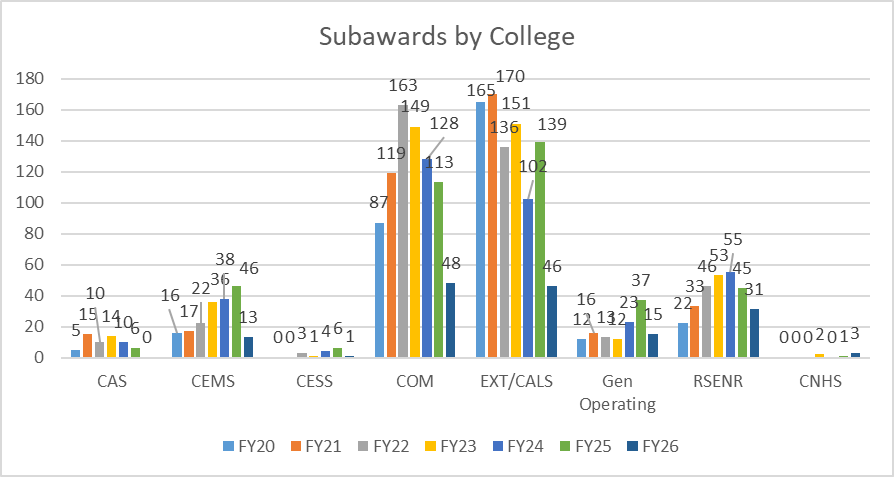 Subawards by College
180
160
140
120
100
80
60
40
20
0
5 15 10 14 10 6 0
16 17 22 36 38 46 13
0 0 3 1 4 6 1
87 119 163 149 128 113 48
165 170 136 151 102 139 46
12 16 13 12 23 37 15
22 33 46 53 55 45 31
0 0 0 2 0 1 3
CAS CEMS CESS COM EXT/CALS Gen Operating RSENR CNHS
FY20 FY21 FY22 FY23 FY24 FY25 FY26